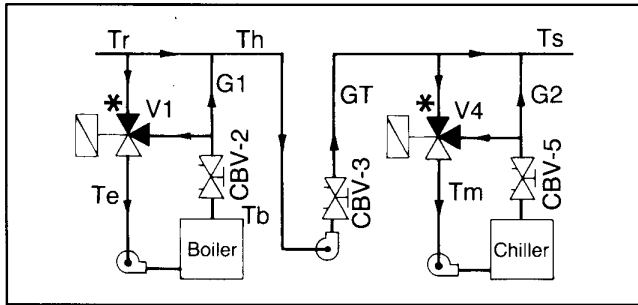 Tr
Th
Ts
*
V1
G1
GT
*
V4
G2
CBV-2
CBV-3
CBV-5
Te
Tb
Tm
Boiler
Chiller